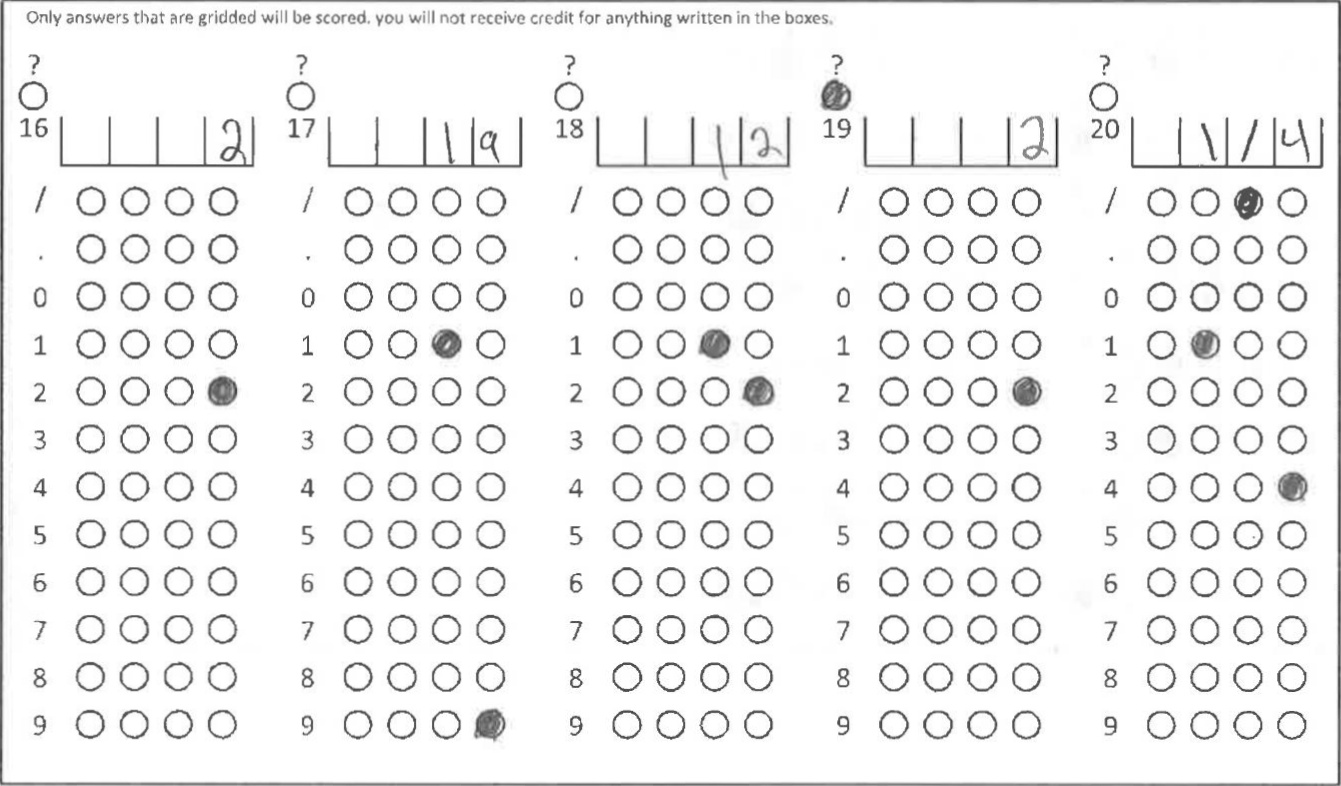 Only answers that are gridded will be scored. you will not receive credit for anything written in the boxes.
? ? ? ? ?
16 2 17 19 18 12 19 2 20 1/4
/ / / / /
. . . . .
0 0 0 0 0
1 1 1 1 1
2 2 2 2 2
3 3 3 3 3
4 4 4 4 4
5 5 5 5 5
6 6 6 6 6
7 7 7 7 7
8 8 8 8 8
9 9 9 9 9